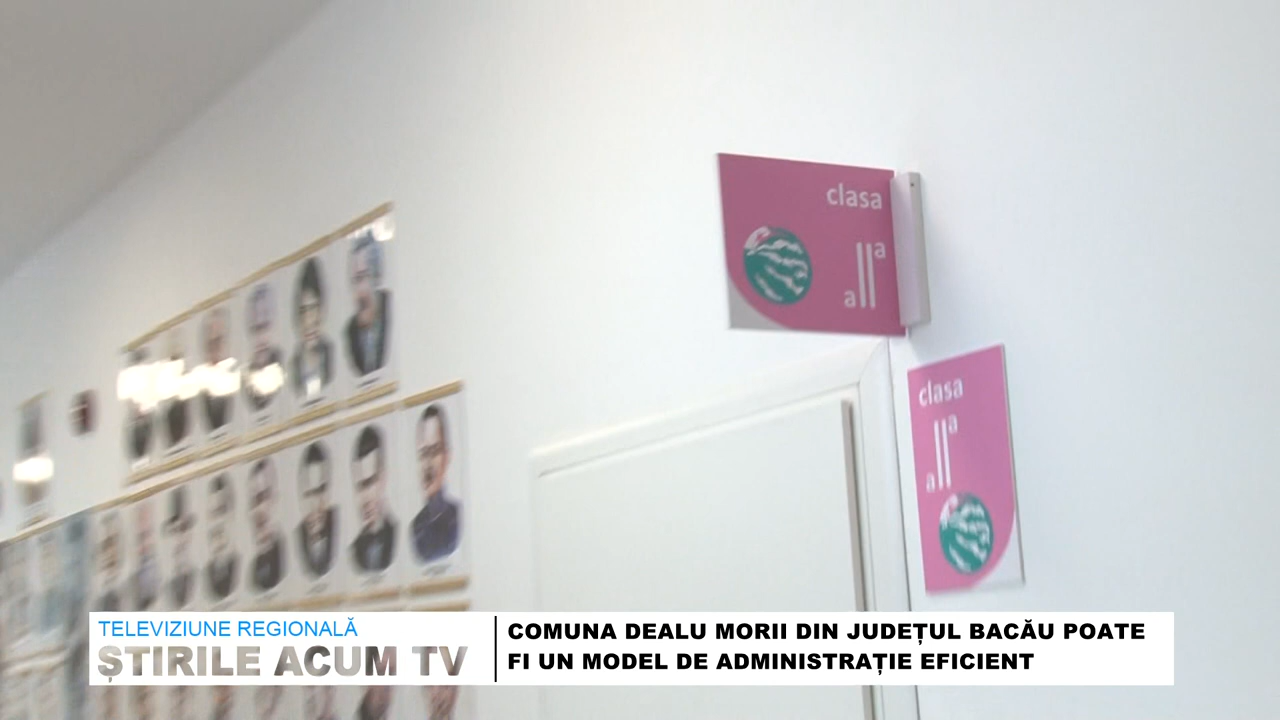 clasa
a II a
clasa
a II a
TELEVIZIUNE REGIONALĂ
ȘTIRILE ACUM TV
COMUNA DEALU MORII DIN JUDEȚUL BACĂU POATE
FI UN MODEL DE ADMINISTRAȚIE EFICIENT